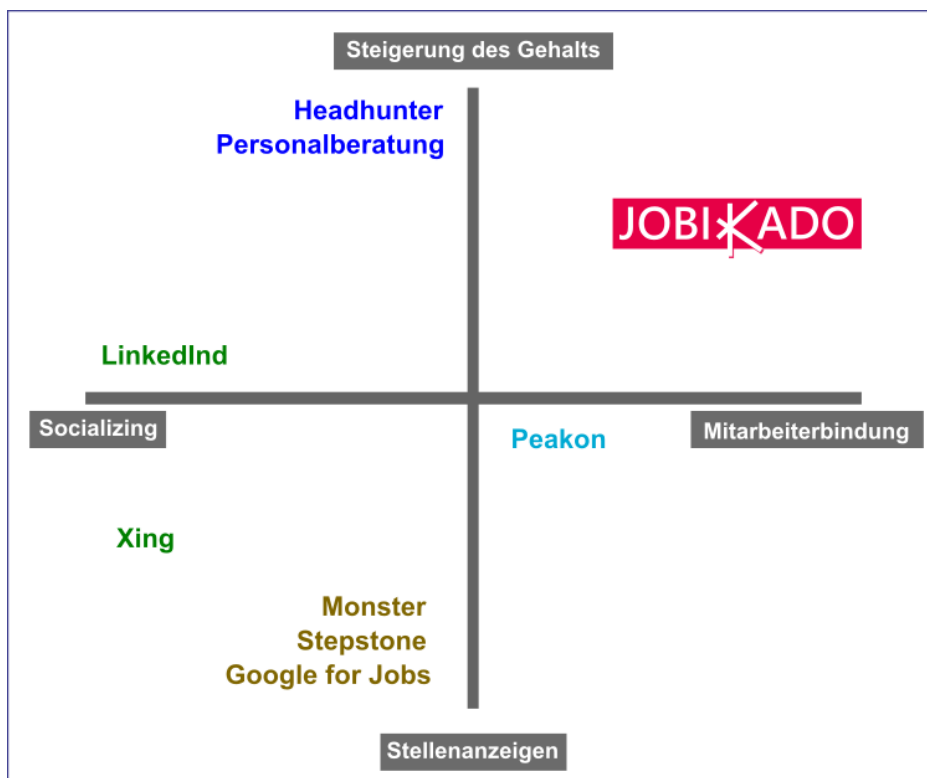 Steigerung des Gehalts
Headhunter
Personalberatung
JOBIKADO
LinkedInd
Socializing
Mitarbeiterbindung
Peakon
Xing
Monster
Stepstone
Google for Jobs
Stellenanzeigen